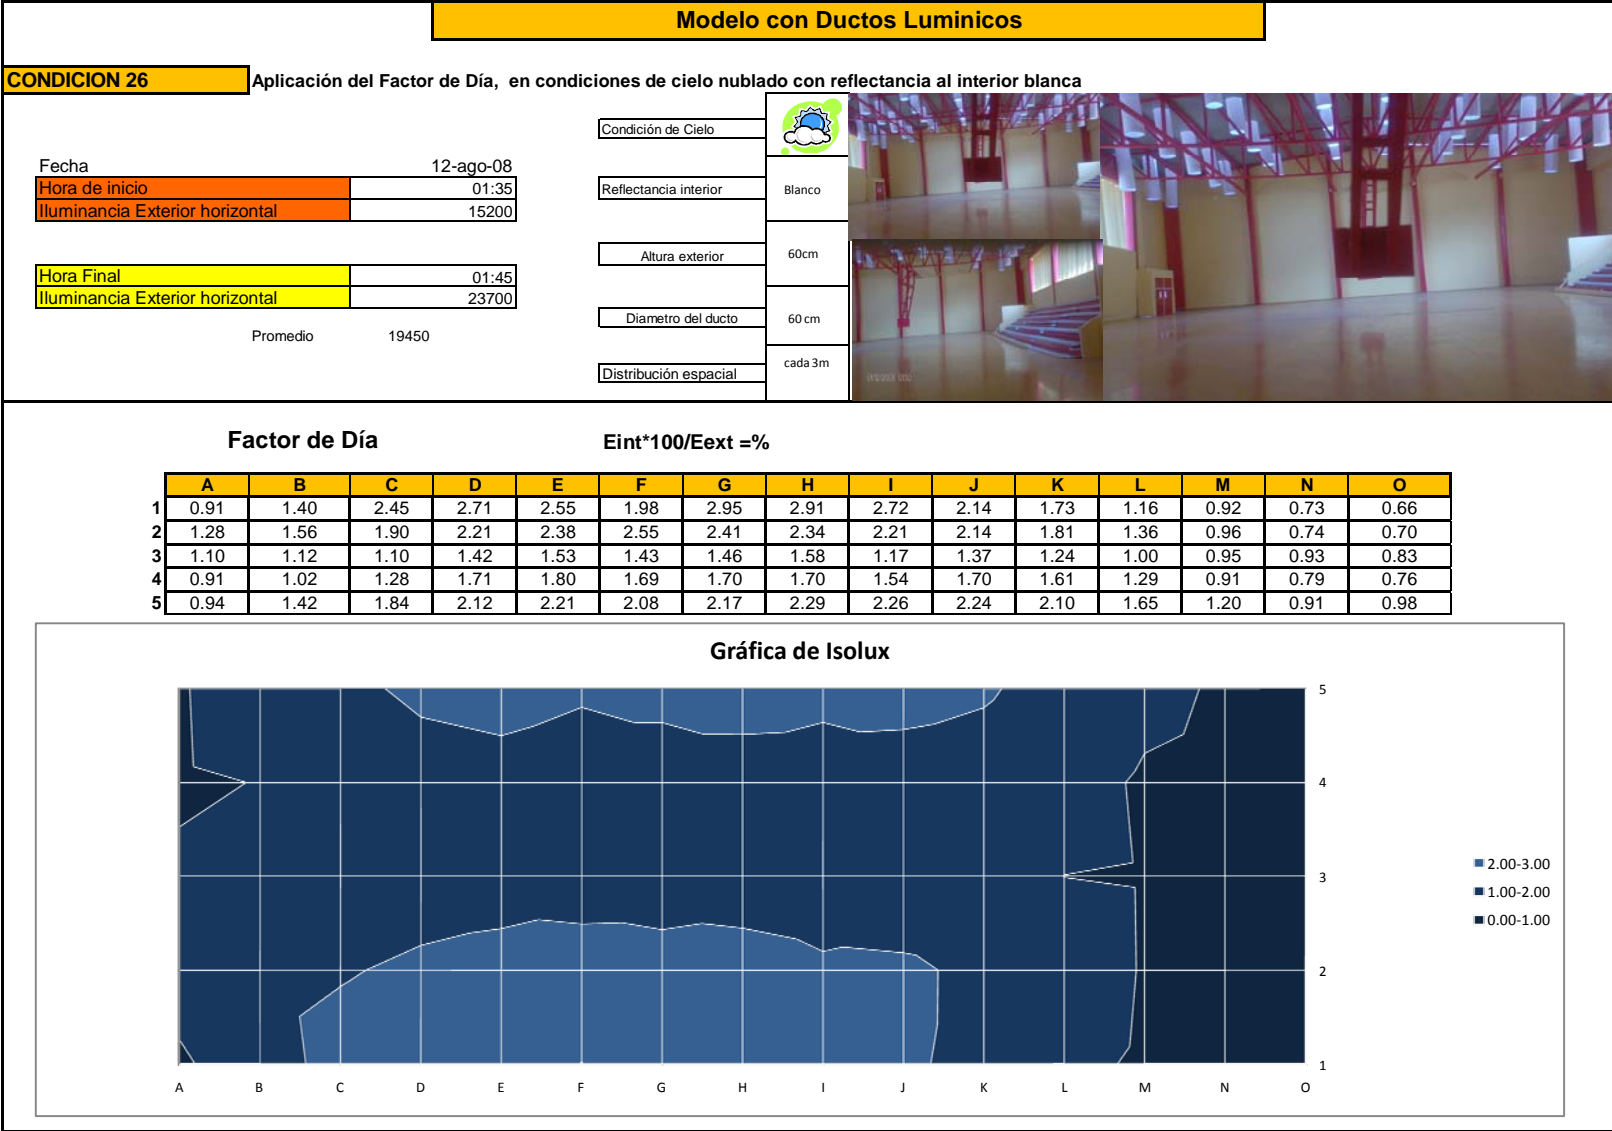 Modelo con Ductos Luminicos
CONDICION 26 Aplicación del Factor de Día, en condiciones de cielo nublado con reflectancia al interior blanca
Condición de Cielo
Fecha 12-ago-08
Hora de inicio 01:35
Iluminancia Exterior horizontal 15200
Reflectancia interior Blanco
Altura exterior 60cm
Hora Final 01:45
Iluminancia Exterior horizontal 23700
Diametro del ducto 60 cm
Promedio 19450
Distribución espacial cada 3m
Factor de Día Eint*100/Eext =%
A B C D E F G H I J K L M N O
1 0.91 1.40 2.45 2.71 2.55 1.98 2.95 2.91 2.72 2.14 1.73 1.16 0.92 0.73 0.66
2 1.28 1.56 1.90 2.21 2.38 2.55 2.41 2.34 2.21 2.14 1.81 1.36 0.96 0.74 0.70
3 1.10 1.12 1.10 1.42 1.53 1.43 1.46 1.58 1.17 1.37 1.24 1.00 0.95 0.93 0.83
4 0.91 1.02 1.28 1.71 1.80 1.69 1.70 1.70 1.54 1.70 1.61 1.29 0.91 0.79 0.76
5 0.94 1.42 1.84 2.12 2.21 2.08 2.17 2.29 2.26 2.24 2.10 1.65 1.20 0.91 0.98
Gráfica de Isolux
5
4
3
2
1
2.00-3.00
1.00-2.00
0.00-1.00
A B C D E F G H I J K L M N O